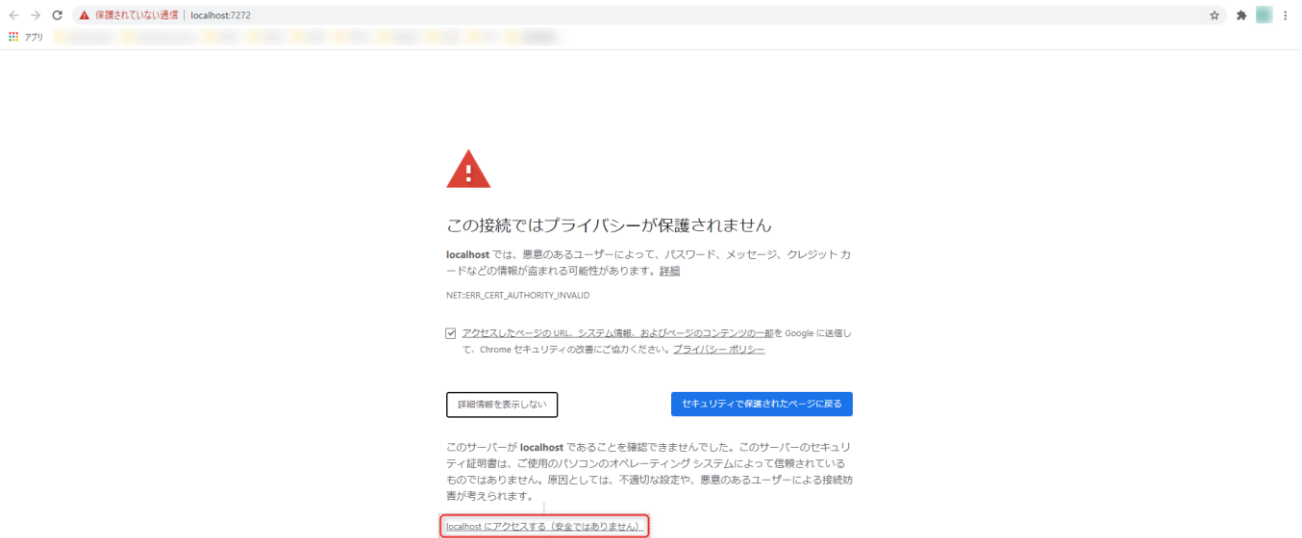 保護されていない通信 | localhost:7272
アプリ
この接続ではプライバシーが保護されません
localhost では、悪意のあるユーザーによって、パスワード、メッセージ、クレジット カ
ードなどの情報が盗まれる可能性があります。詳細
NET::ERR_CERT_AUTHORITY_INVALID
アクセスしたページの URL、システム情報、およびページのコンテンツの一部を Google に送信し
て、Chrome セキュリティの改善にご協力ください。プライバシー ポリシー
詳細情報を表示しない
セキュリティで保護されたページに戻る
このサーバーが localhost であることを確認できませんでした。このサーバーのセキュリ
ティ証明書は、ご使用のパソコンのオペレーティング システムによって信頼されている
ものではありません。原因としては、不適切な設定や、悪意のあるユーザーによる接続妨
害が考えられます。
localhost にアクセスする（安全ではありません）